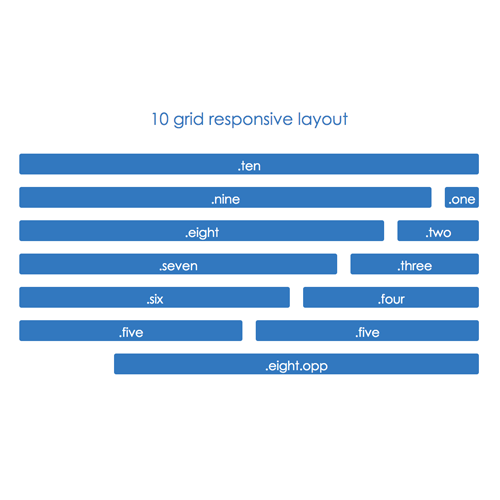 10 grid responsive layout
.ten
.nine .one
.eight .two
.seven .three
.six .four
.five .five
.eight.opp